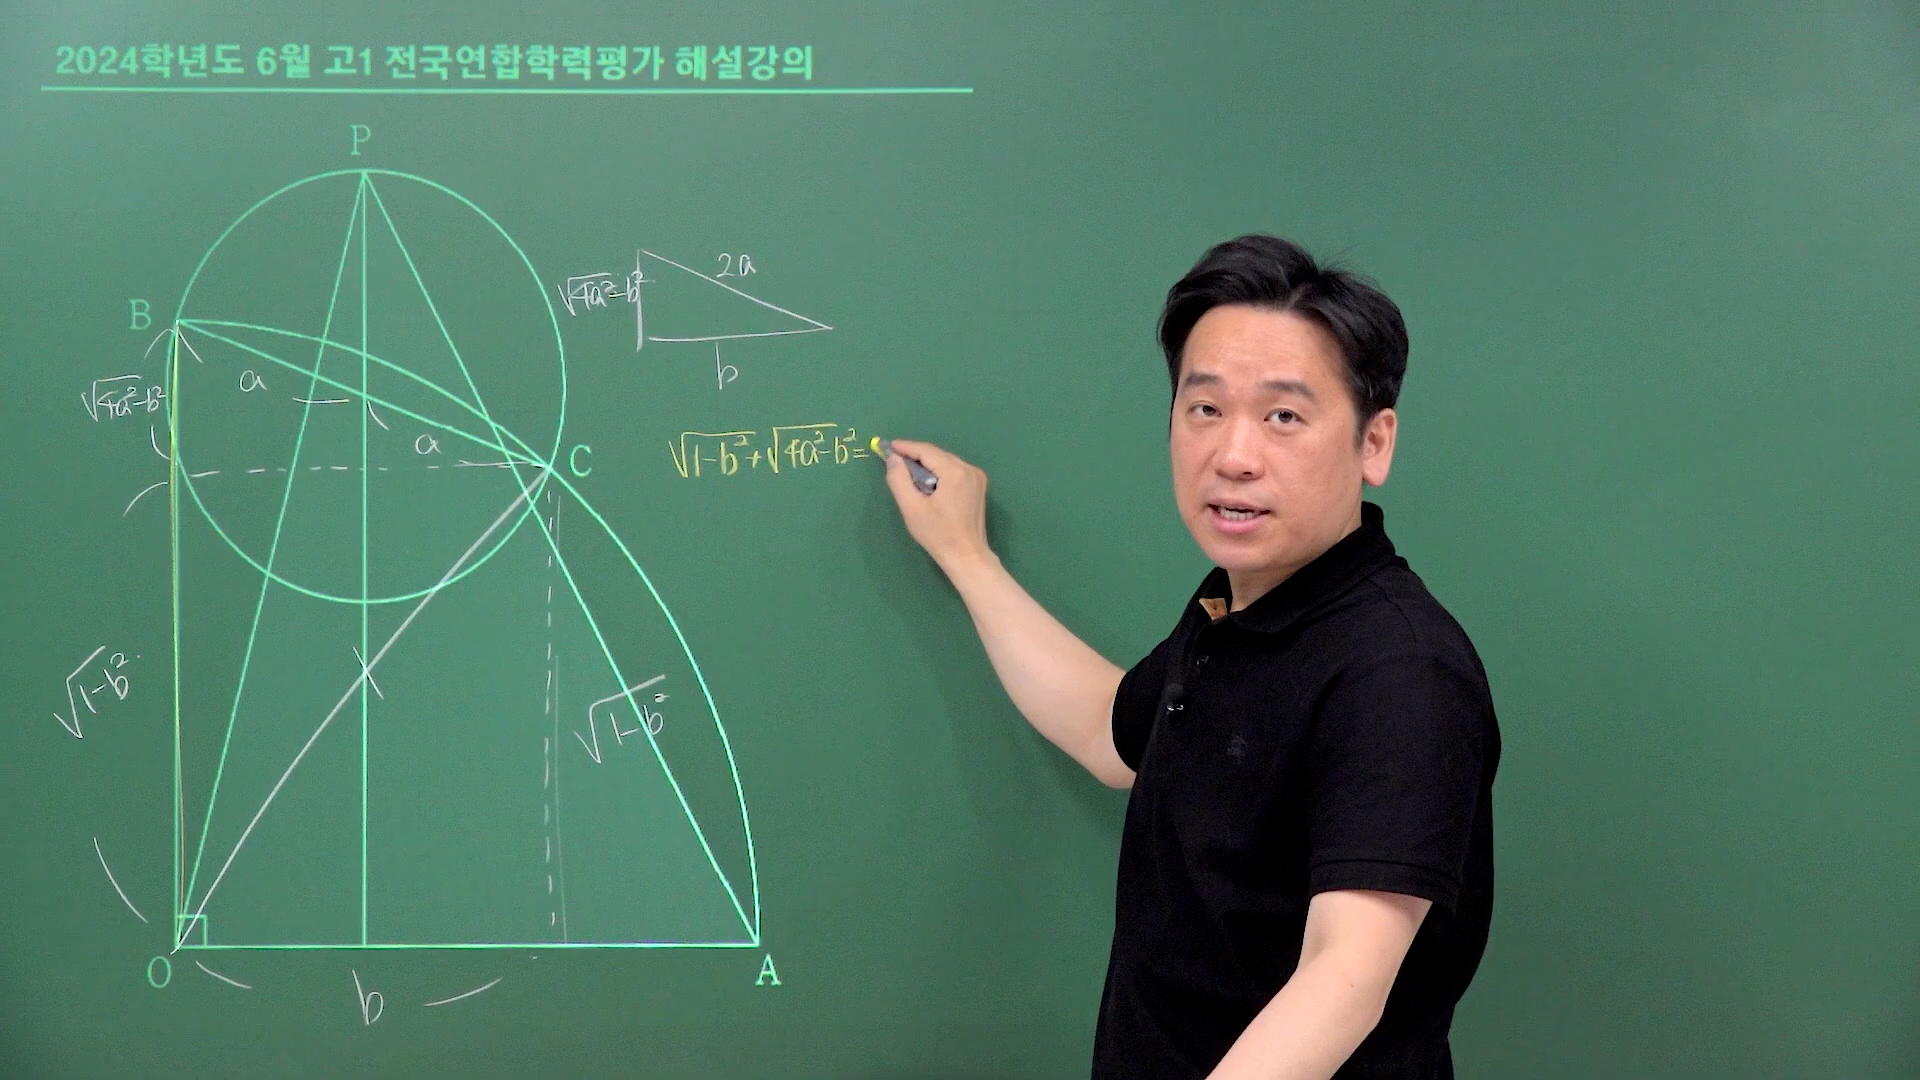 2024학년도 6월 고1 전국연합학력평가 해설강의
P
B
√4a²-b²
2a
b
a
√4a²-b²
a
C
√1-b² + √4a²-b² =
√1-b²
√1-b²
O
b
A